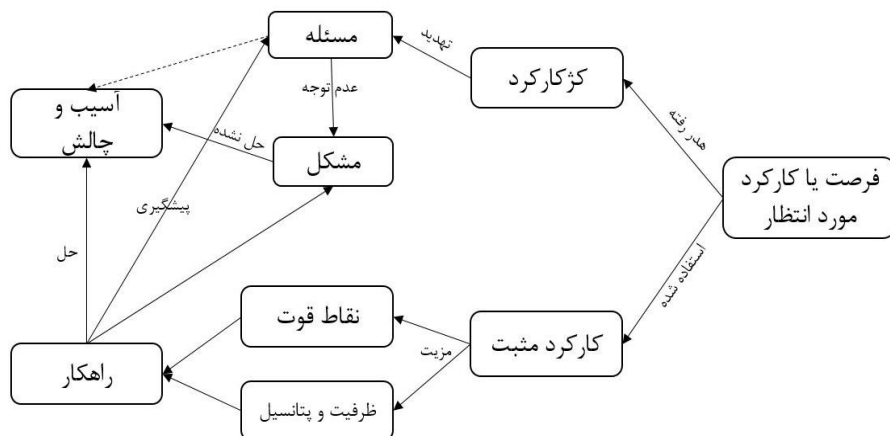 مسئله
تهدید
کژکارکرد
عدم توجه
آسیب و
چالش
حل نشده
مشکل
هدر رفته
فرصت یا کارکرد
مورد انتظار
پیشگیری
حل
استفاده شده
نقاط قوت
کارکرد مثبت
مزیت
راهکار
ظرفیت و پتانسیل